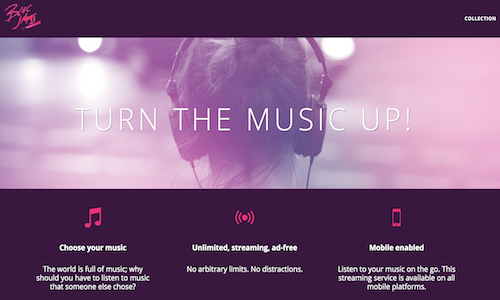 BLOC
JAMS
COLLECTION
TURN THE MUSIC UP!
Choose your music
The world is full of music; why
should you have to listen to music
that someone else chose?
Unlimited, streaming, ad-free
No arbitrary limits. No distractions.
Mobile enabled
Listen to your music on the go. This
streaming service is available on all
mobile platforms.